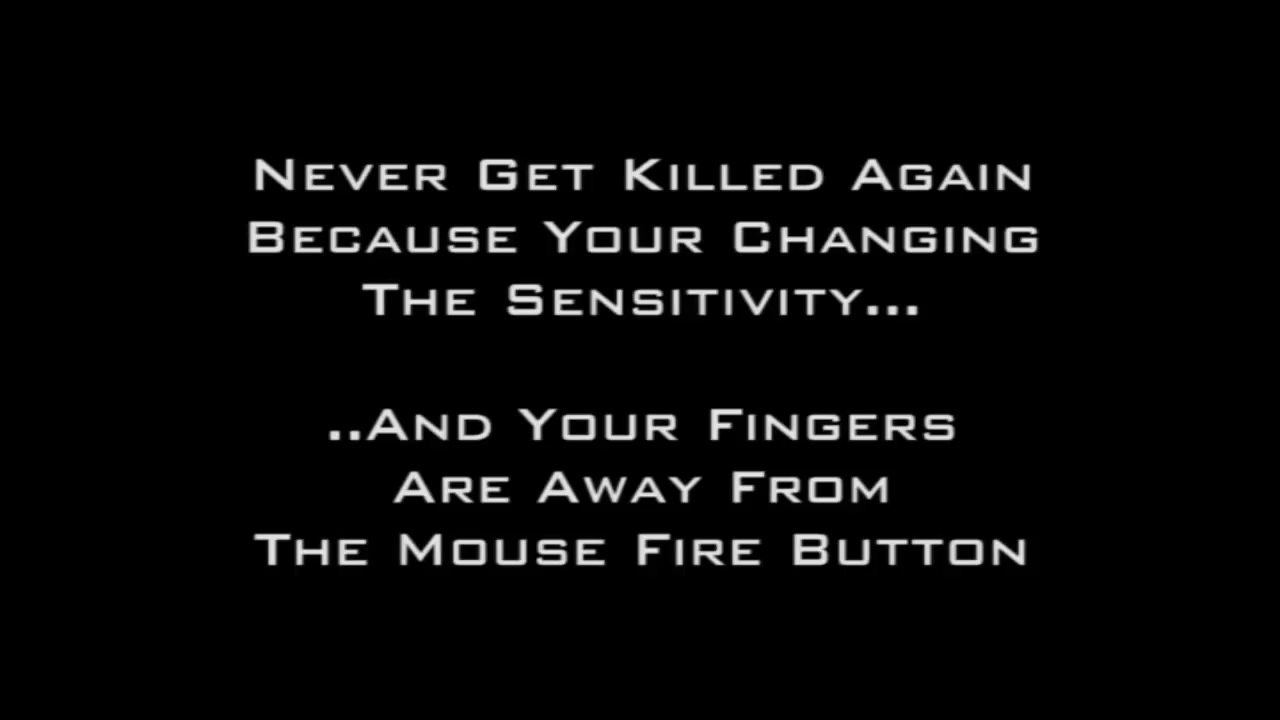 Never Get Killed Again
Because Your Changing
The Sensitivity...
..And Your Fingers
Are Away From
The Mouse Fire Button